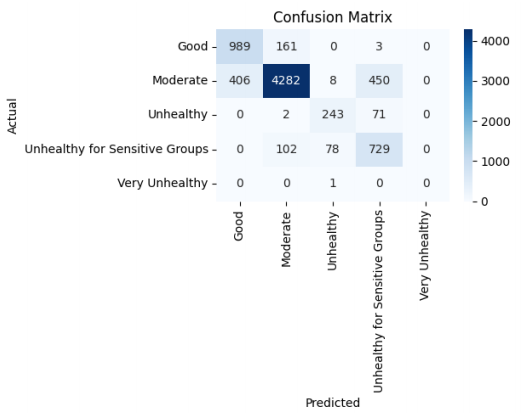 Confusion Matrix
Actual
Good 989 161 0 3 0
Moderate 406 4282 8 450 0
Unhealthy 0 2 243 71 0
Unhealthy for Sensitive Groups 0 102 78 729 0
Very Unhealthy 0 0 1 0 0
Good
Moderate
Unhealthy
Unhealthy for Sensitive Groups
Very Unhealthy
Predicted
4000
3000
2000
1000
0